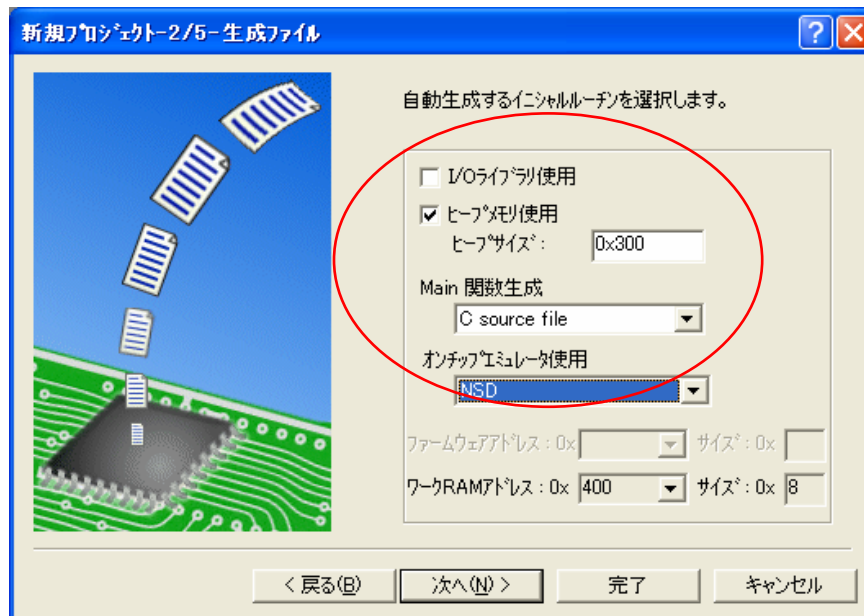 新規ﾌﾟﾛｼﾞｪｸﾄ-2/5-生成ﾌｧｲﾙ
自動生成するｲﾆｼｬﾙﾙｰﾁﾝを選択します。
I/Oﾗｲﾌﾞﾗﾘ使用
ﾋｰﾌﾟﾒﾓﾘ使用
ﾋｰﾌﾟｻｲｽﾞ: 0x300
Main 関数生成
C source file
ｵﾝﾁｯﾌﾟｴﾐｭﾚｰﾀ使用
NSD
ﾌｧｰﾑｳｪｱｱﾄﾞﾚｽ : 0x ｻｲｽﾞ : 0x
ﾜｰｸRAMｱﾄﾞﾚｽ : 0x 400 ｻｲｽﾞ : 0x 8
< 戻る(B) 次へ(N) > 完了 ｷｬﾝｾﾙ